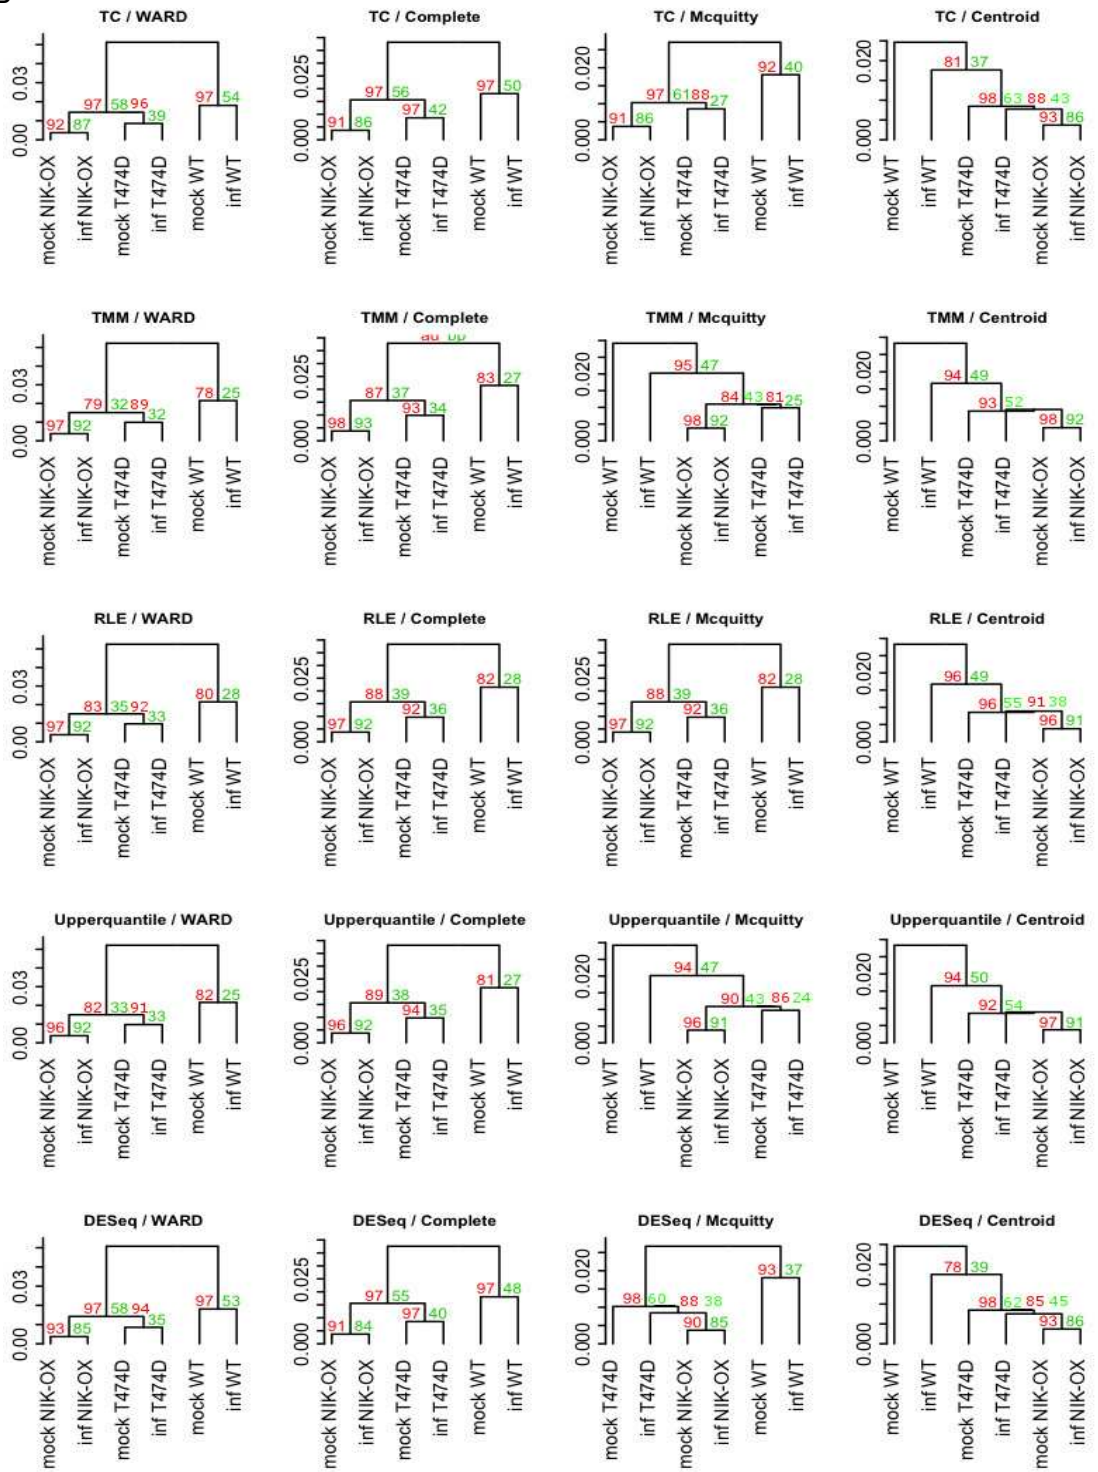 TC / WARD
0.00 0.03
92 87 97 58 96 39 97 54
mock NIK-OX inf NIK-OX mock T474D inf T474D mock WT inf WT
TC / Complete
0.000 0.025
91 86 97 56 97 42 97 50
mock NIK-OX inf NIK-OX mock T474D inf T474D mock WT inf WT
TC / Mcquitty
0.000 0.020
91 86 97 61 88 27 92 40
mock NIK-OX inf NIK-OX mock T474D inf T474D mock WT inf WT
TC / Centroid
0.000 0.020
81 37 98 63 88 43 93 86
mock WT inf WT mock T474D inf T474D mock NIK-OX inf NIK-OX
TMM / WARD
0.00 0.03
97 92 79 32 89 32 78 25
mock NIK-OX inf NIK-OX mock T474D inf T474D mock WT inf WT
TMM / Complete
au bp
0.000 0.025
98 93 87 37 93 34 83 27
mock NIK-OX inf NIK-OX mock T474D inf T474D mock WT inf WT
TMM / Mcquitty
0.000 0.020
95 47 84 43 81 25 98 92
mock WT inf WT mock NIK-OX inf NIK-OX mock T474D inf T474D
TMM / Centroid
0.000 0.020
94 49 93 52 98 92
mock WT inf WT mock T474D inf T474D mock NIK-OX inf NIK-OX
RLE / WARD
0.00 0.03
97 92 83 35 92 33 80 28
mock NIK-OX inf NIK-OX mock T474D inf T474D mock WT inf WT
RLE / Complete
0.000 0.025
97 92 88 39 92 36 82 28
mock NIK-OX inf NIK-OX mock T474D inf T474D mock WT inf WT
RLE / Mcquitty
0.000 0.025
97 92 88 39 92 36 82 28
mock NIK-OX inf NIK-OX mock T474D inf T474D mock WT inf WT
RLE / Centroid
0.000 0.020
96 49 96 55 91 38 96 91
mock WT inf WT mock T474D inf T474D mock NIK-OX inf NIK-OX
Upperquantile / WARD
0.00 0.03
96 92 82 33 91 33 82 25
mock NIK-OX inf NIK-OX mock T474D inf T474D mock WT inf WT
Upperquantile / Complete
0.000 0.025
96 92 89 38 94 35 81 27
mock NIK-OX inf NIK-OX mock T474D inf T474D mock WT inf WT
Upperquantile / Mcquitty
0.000 0.020
94 47 90 43 86 24 96 91
mock WT inf WT mock NIK-OX inf NIK-OX mock T474D inf T474D
Upperquantile / Centroid
0.000 0.020
94 50 92 54 97 91
mock WT inf WT mock T474D inf T474D mock NIK-OX inf NIK-OX
DESeq / WARD
0.00 0.03
93 85 97 58 94 35 97 53
mock NIK-OX inf NIK-OX mock T474D inf T474D mock WT inf WT
DESeq / Complete
0.000 0.025
91 84 97 55 97 40 97 48
mock NIK-OX inf NIK-OX mock T474D inf T474D mock WT inf WT
DESeq / Mcquitty
0.000 0.020
98 60 88 38 90 85 93 37
mock T474D inf T474D mock NIK-OX inf NIK-OX mock WT inf WT
DESeq / Centroid
0.000 0.020
78 39 98 62 85 45 93 86
mock WT inf WT mock T474D inf T474D mock NIK-OX inf NIK-OX